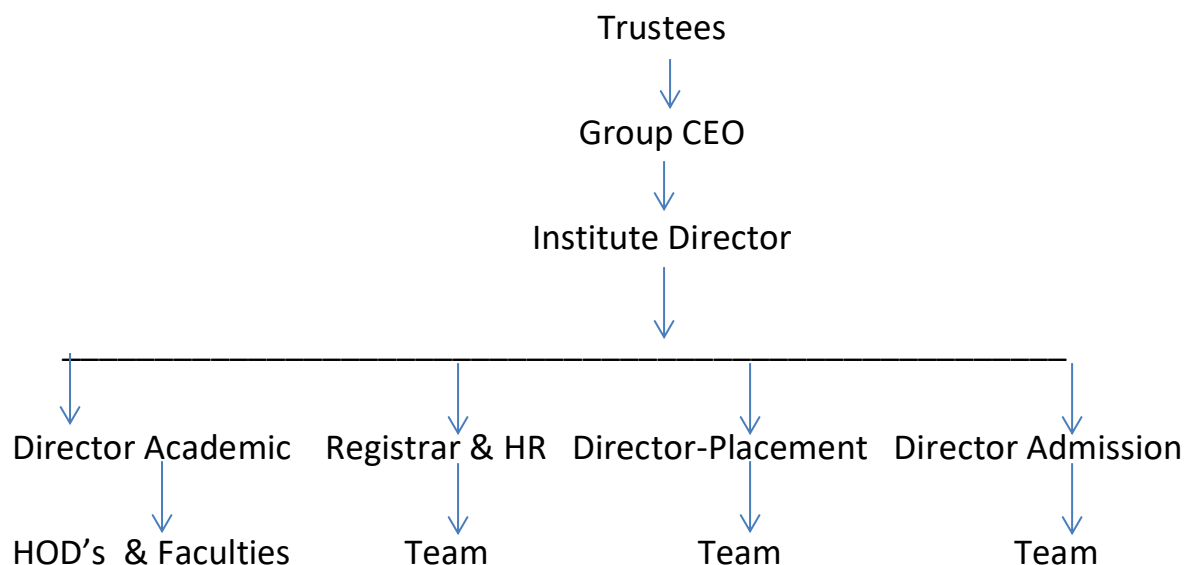 Trustees
Group CEO
Institute Director
Director Academic Registrar & HR Director-Placement Director Admission
HOD's & Faculties Team Team Team